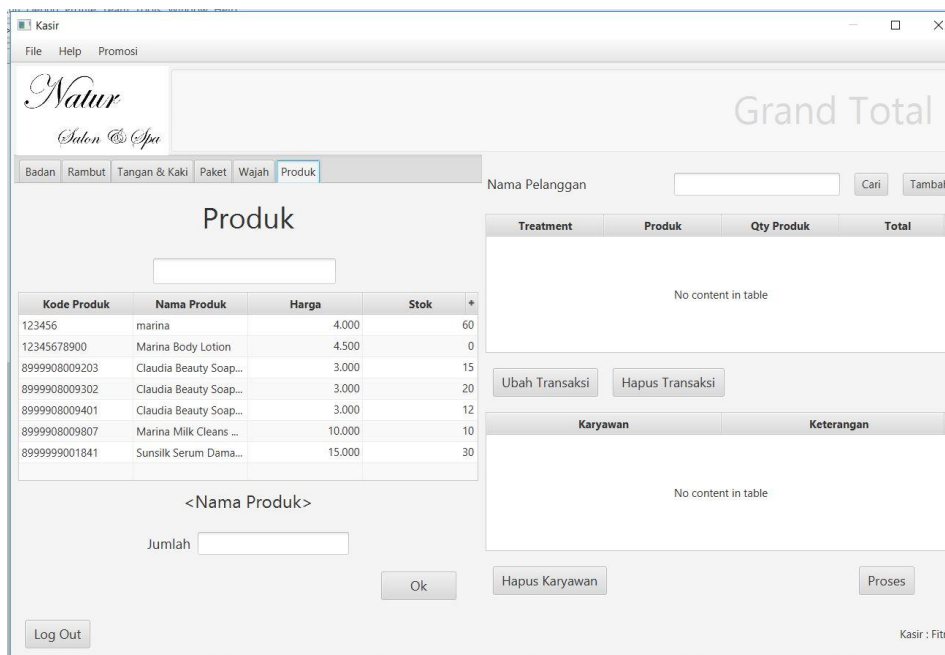 Kasir
File Help Promosi
Natur
Salon & Spa
Grand Total
Badan Rambut Tangan & Kaki Paket Wajah Produk
Produk
Kode Produk Nama Produk Harga Stok +
123456 marina 4.000 60
12345678900 Marina Body Lotion 4.500 0
8999908009203 Claudia Beauty Soap... 3.000 15
8999908009302 Claudia Beauty Soap... 3.000 20
8999908009401 Claudia Beauty Soap... 3.000 12
8999908009807 Marina Milk Cleans ... 10.000 10
8999999001841 Sunsilk Serum Dama... 15.000 30
<Nama Produk>
Jumlah
Ok
Log Out
Nama Pelanggan Cari Tambah
Treatment Produk Qty Produk Total
No content in table
Ubah Transaksi Hapus Transaksi
Karyawan Keterangan
No content in table
Hapus Karyawan Proses
Kasir : Fitr